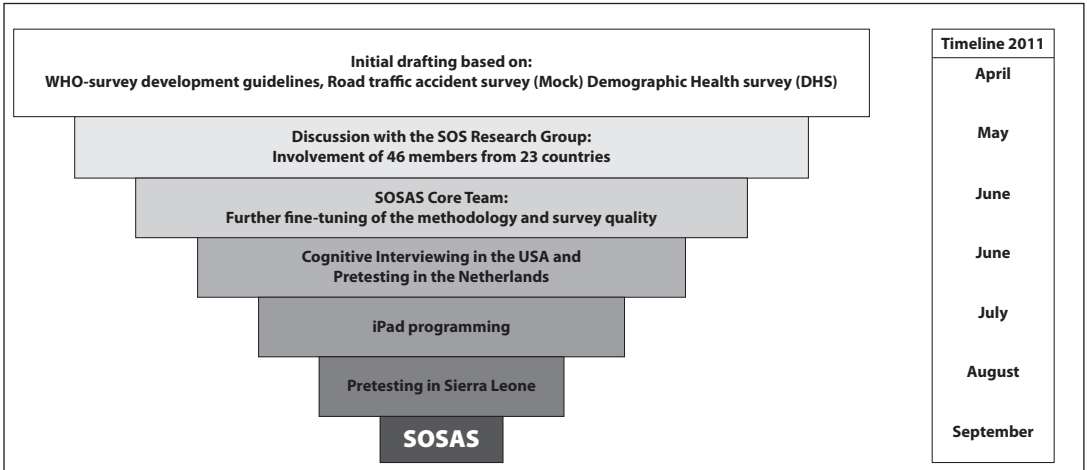 Initial drafting based on:
WHO-survey development guidelines, Road traffic accident survey (Mock) Demographic Health survey (DHS)
Discussion with the SOS Research Group:
Involvement of 46 members from 23 countries
SOSAS Core Team:
Further fine-tuning of the methodology and survey quality
Cognitive Interviewing in the USA and
Pretesting in the Netherlands
iPad programming
Pretesting in Sierra Leone
SOSAS
Timeline 2011
April
May
June
June
July
August
September